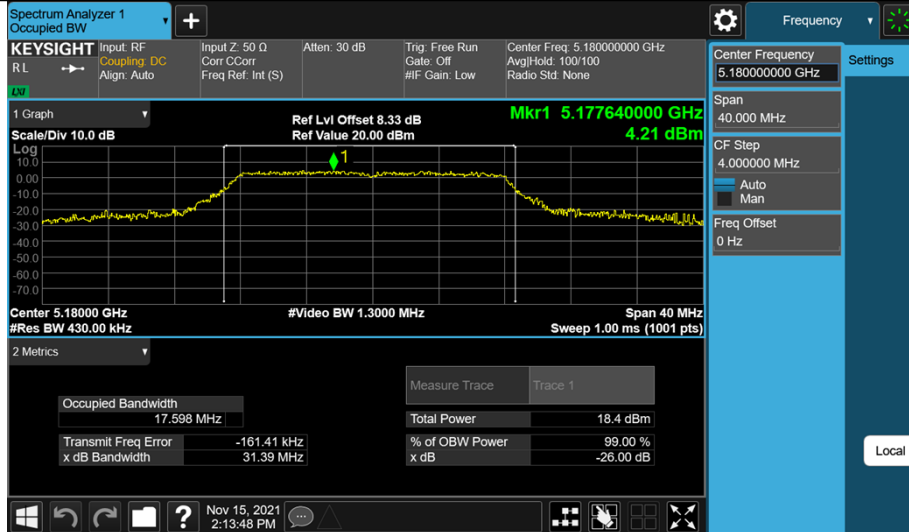 Spectrum Analyzer 1
Occupied BW
+
Frequency
KEYSIGHT
RL
LXI
Input: RF
Coupling: DC
Align: Auto
Input Z: 50 Ω
Corr CCorr
Freq Ref: Int (S)
Atten: 30 dB
Trig: Free Run
Gate: Off
#IF Gain: Low
Center Freq: 5.180000000 GHz
Avg|Hold: 100/100
Radio Std: None
Center Frequency
5.180000000 GHz
Settings
Span
40.000 MHz
CF Step
4.000000 MHz
Auto
Man
Freq Offset
0 Hz
Local
1 Graph
Scale/Div 10.0 dB
Ref Lvl Offset 8.33 dB
Ref Value 20.00 dBm
Mkr1 5.177640000 GHz
4.21 dBm
Log
10.0
0.00
-10.0
-20.0
-30.0
-40.0
-50.0
-60.0
-70.0
1
Center 5.18000 GHz
#Res BW 430.00 kHz
#Video BW 1.3000 MHz
Span 40 MHz
Sweep 1.00 ms (1001 pts)
2 Metrics
Measure Trace Trace 1
Occupied Bandwidth
17.598 MHz
Total Power 18.4 dBm
Transmit Freq Error -161.41 kHz
% of OBW Power 99.00 %
x dB Bandwidth 31.39 MHz
x dB -26.00 dB
?
Nov 15, 2021
2:13:48 PM